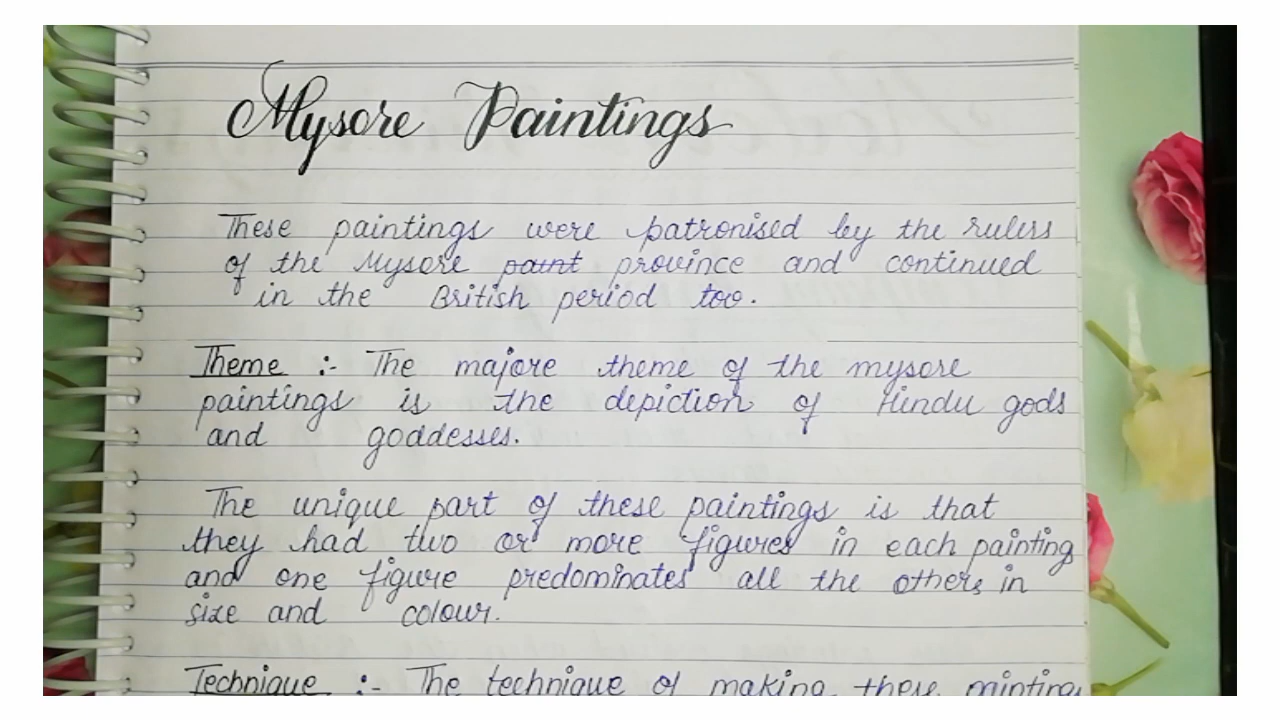 Mysore Paintings
These paintings were patronised by the rulers
of the Mysore paint province and continued
in the British period too.
Theme :- The majore theme of the mysore
paintings is the depiction of Hindu gods
and goddesses.
The unique part of these paintings is that
they had two or more figures in each painting
and one figure predominates all the others in
size and colour.
Technique :- The technique of making these